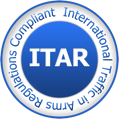 International Traffic in Arms Regulations Compliant
ITAR